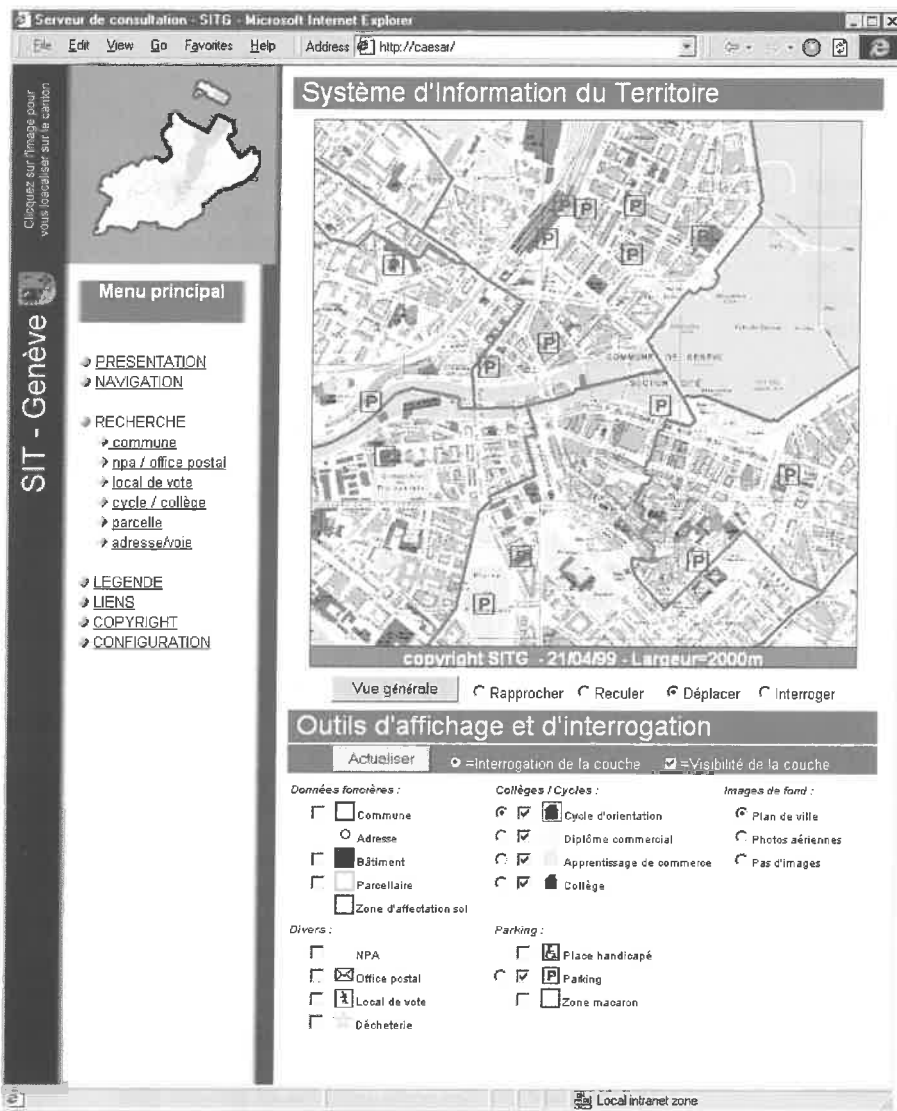 Serveur de consultation - SITG - Microsoft Internet Explorer
File Edit View Go Favorites Help Address http://caesar/
Clicquez sur l'image pour
vous loacaliser sur le canton
SIT - Genève
Système d'Information du Territoire
Menu principal
PRESENTATION
NAVIGATION
RECHERCHE
commune
npa / office postal
local de vote
cycle / collège
parcelle
adresse/voie
LEGENDE
LIENS
COPYRIGHT
CONFIGURATION
P P P
P P P
P
P
P
P
P
P
P
P
COMMUNE DE GENÈVE
SECTION CITÉ
copyright SITG - 21/04/99 - Largeur=2000m
Vue générale Rapprocher Reculer Déplacer Interroger
Outils d'affichage et d'interrogation
Actualiser =Interrogation de la couche =Visibilité de la couche
Données foncières :
Commune
Adresse
Bâtiment
Parcellaire
Zone d'affectation sol
Collèges / Cycles :
Cycle d'orientation
Diplôme commercial
Apprentissage de commerce
Collège
Images de fond :
Plan de ville
Photos aériennes
Pas d'images
Divers :
NPA
Office postal
Local de vote
Décheterie
Parking :
Place handicapé
P Parking
Zone macaron
Local intranet zone